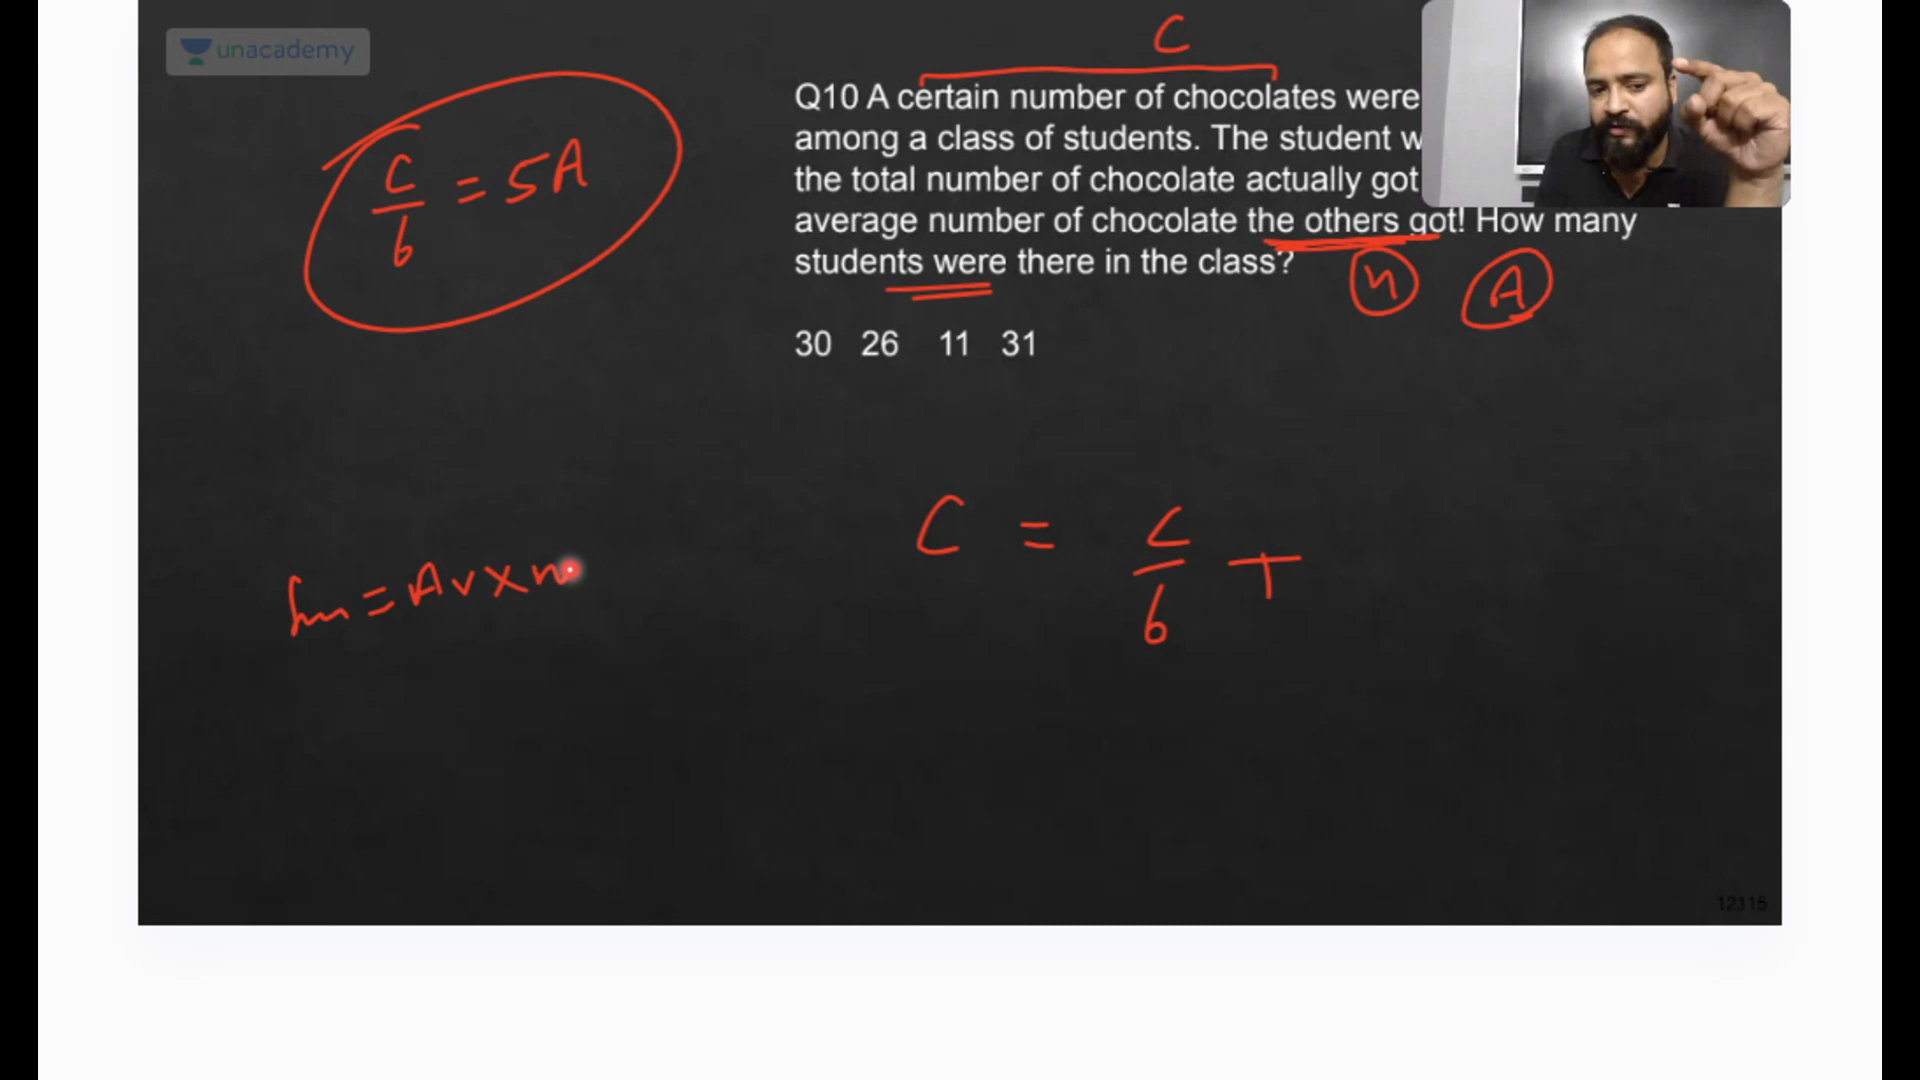 unacademy
C
Q10 A certain number of chocolates were
among a class of students. The student w
the total number of chocolate actually got
average number of chocolate the others got! How many
students were there in the class?
n A
30 26 11 31
C/6 = 5A
C = C/6 +
Sum = Av × n
12115